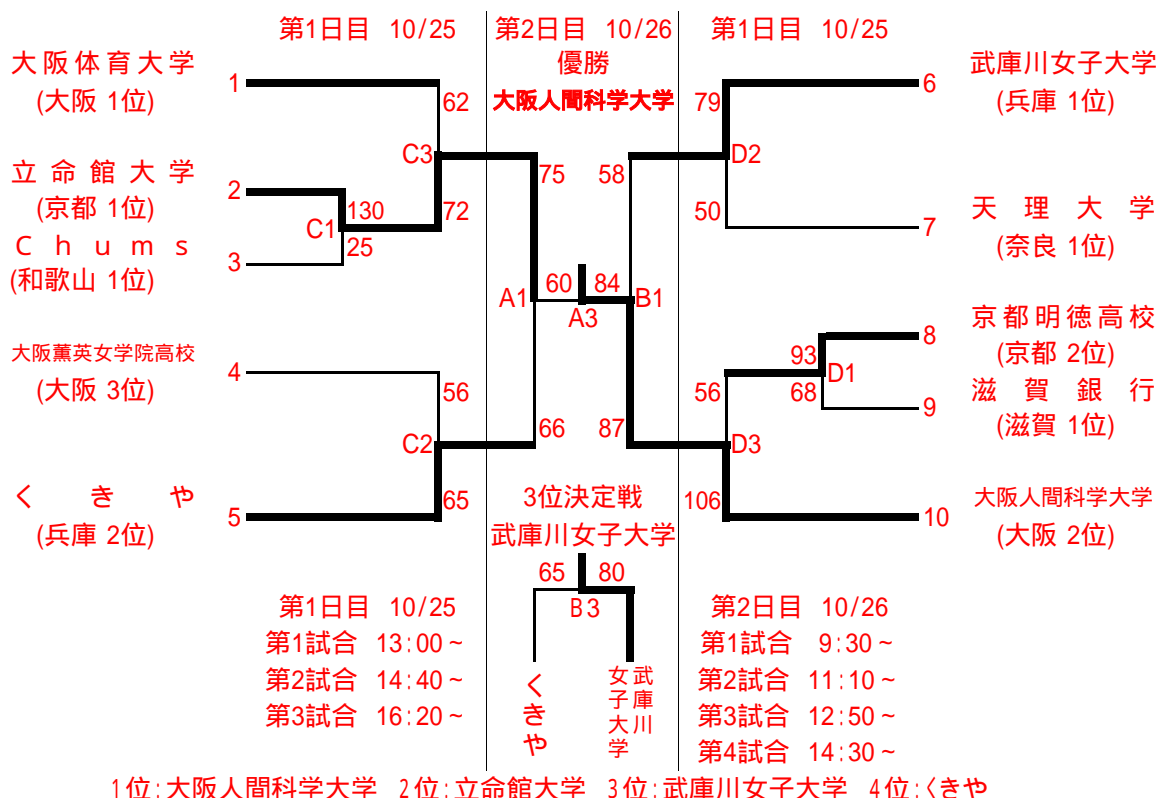 第1日目 10/25
第2日目 10/26
第1日目 10/25
優勝
大阪人間科学大学
大阪体育大学
(大阪 1位)
1
62
C3
立命館大学
(京都 1位)
2
130
C1
72
25
Chums
(和歌山 1位)
3
大阪薫英女学院高校
(大阪 3位)
4
56
C2
くきや
(兵庫 2位)
5
65
75
A1
66
60
84
A3
58
B1
87
79
D2
50
武庫川女子大学
(兵庫 1位)
6
天理大学
(奈良 1位)
7
京都明徳高校
(京都 2位)
8
93
D1
68
56
滋賀銀行
(滋賀 1位)
9
D3
106
大阪人間科学大学
(大阪 2位)
10
3位決定戦
武庫川女子大学
65
80
B3
くきや
武庫川
女子大学
第1日目 10/25
第1試合 13:00~
第2試合 14:40~
第3試合 16:20~
第2日目 10/26
第1試合 9:30~
第2試合 11:10~
第3試合 12:50~
第4試合 14:30~
1位:大阪人間科学大学 2位:立命館大学 3位:武庫川女子大学 4位:くきや